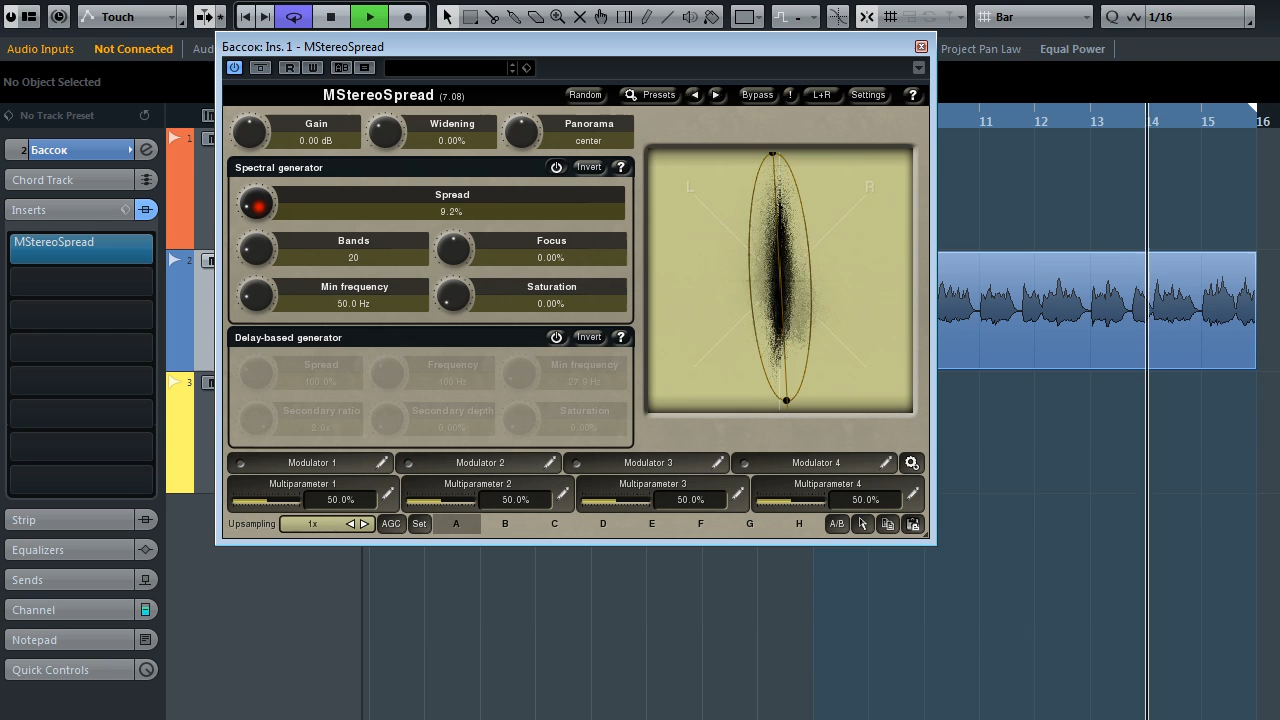 Touch
Bar
Q
1/16
Audio Inputs
Not Connected
Aud
Project Pan Law
Equal Power
No Object Selected
Бассок: Ins. 1 - MStereoSpread
R
W
AB
MStereoSpread (7.08)
Random
Presets
Bypass
!
L+R
Settings
?
No Track Preset
2 Бассок
Chord Track
Inserts
MStereoSpread
Strip
Equalizers
Sends
Channel
Notepad
Quick Controls
1
2
3
Gain
0.00 dB
Widening
0.00%
Panorama
center
Spectral generator
Invert
?
Spread
9.2%
Bands
20
Focus
0.00%
Min frequency
50.0 Hz
Saturation
0.00%
Delay-based generator
Invert
?
Spread
100.0%
Frequency
100 Hz
Min frequency
27.9 Hz
Secondary ratio
2.0x
Secondary depth
0.00%
Saturation
0.00%
L
R
Modulator 1
Modulator 2
Modulator 3
Modulator 4
Multiparameter 1
50.0%
Multiparameter 2
50.0%
Multiparameter 3
50.0%
Multiparameter 4
50.0%
Upsampling
1x
AGC
Set
A
B
C
D
E
F
G
H
A/B
11
12
13
14
15
16